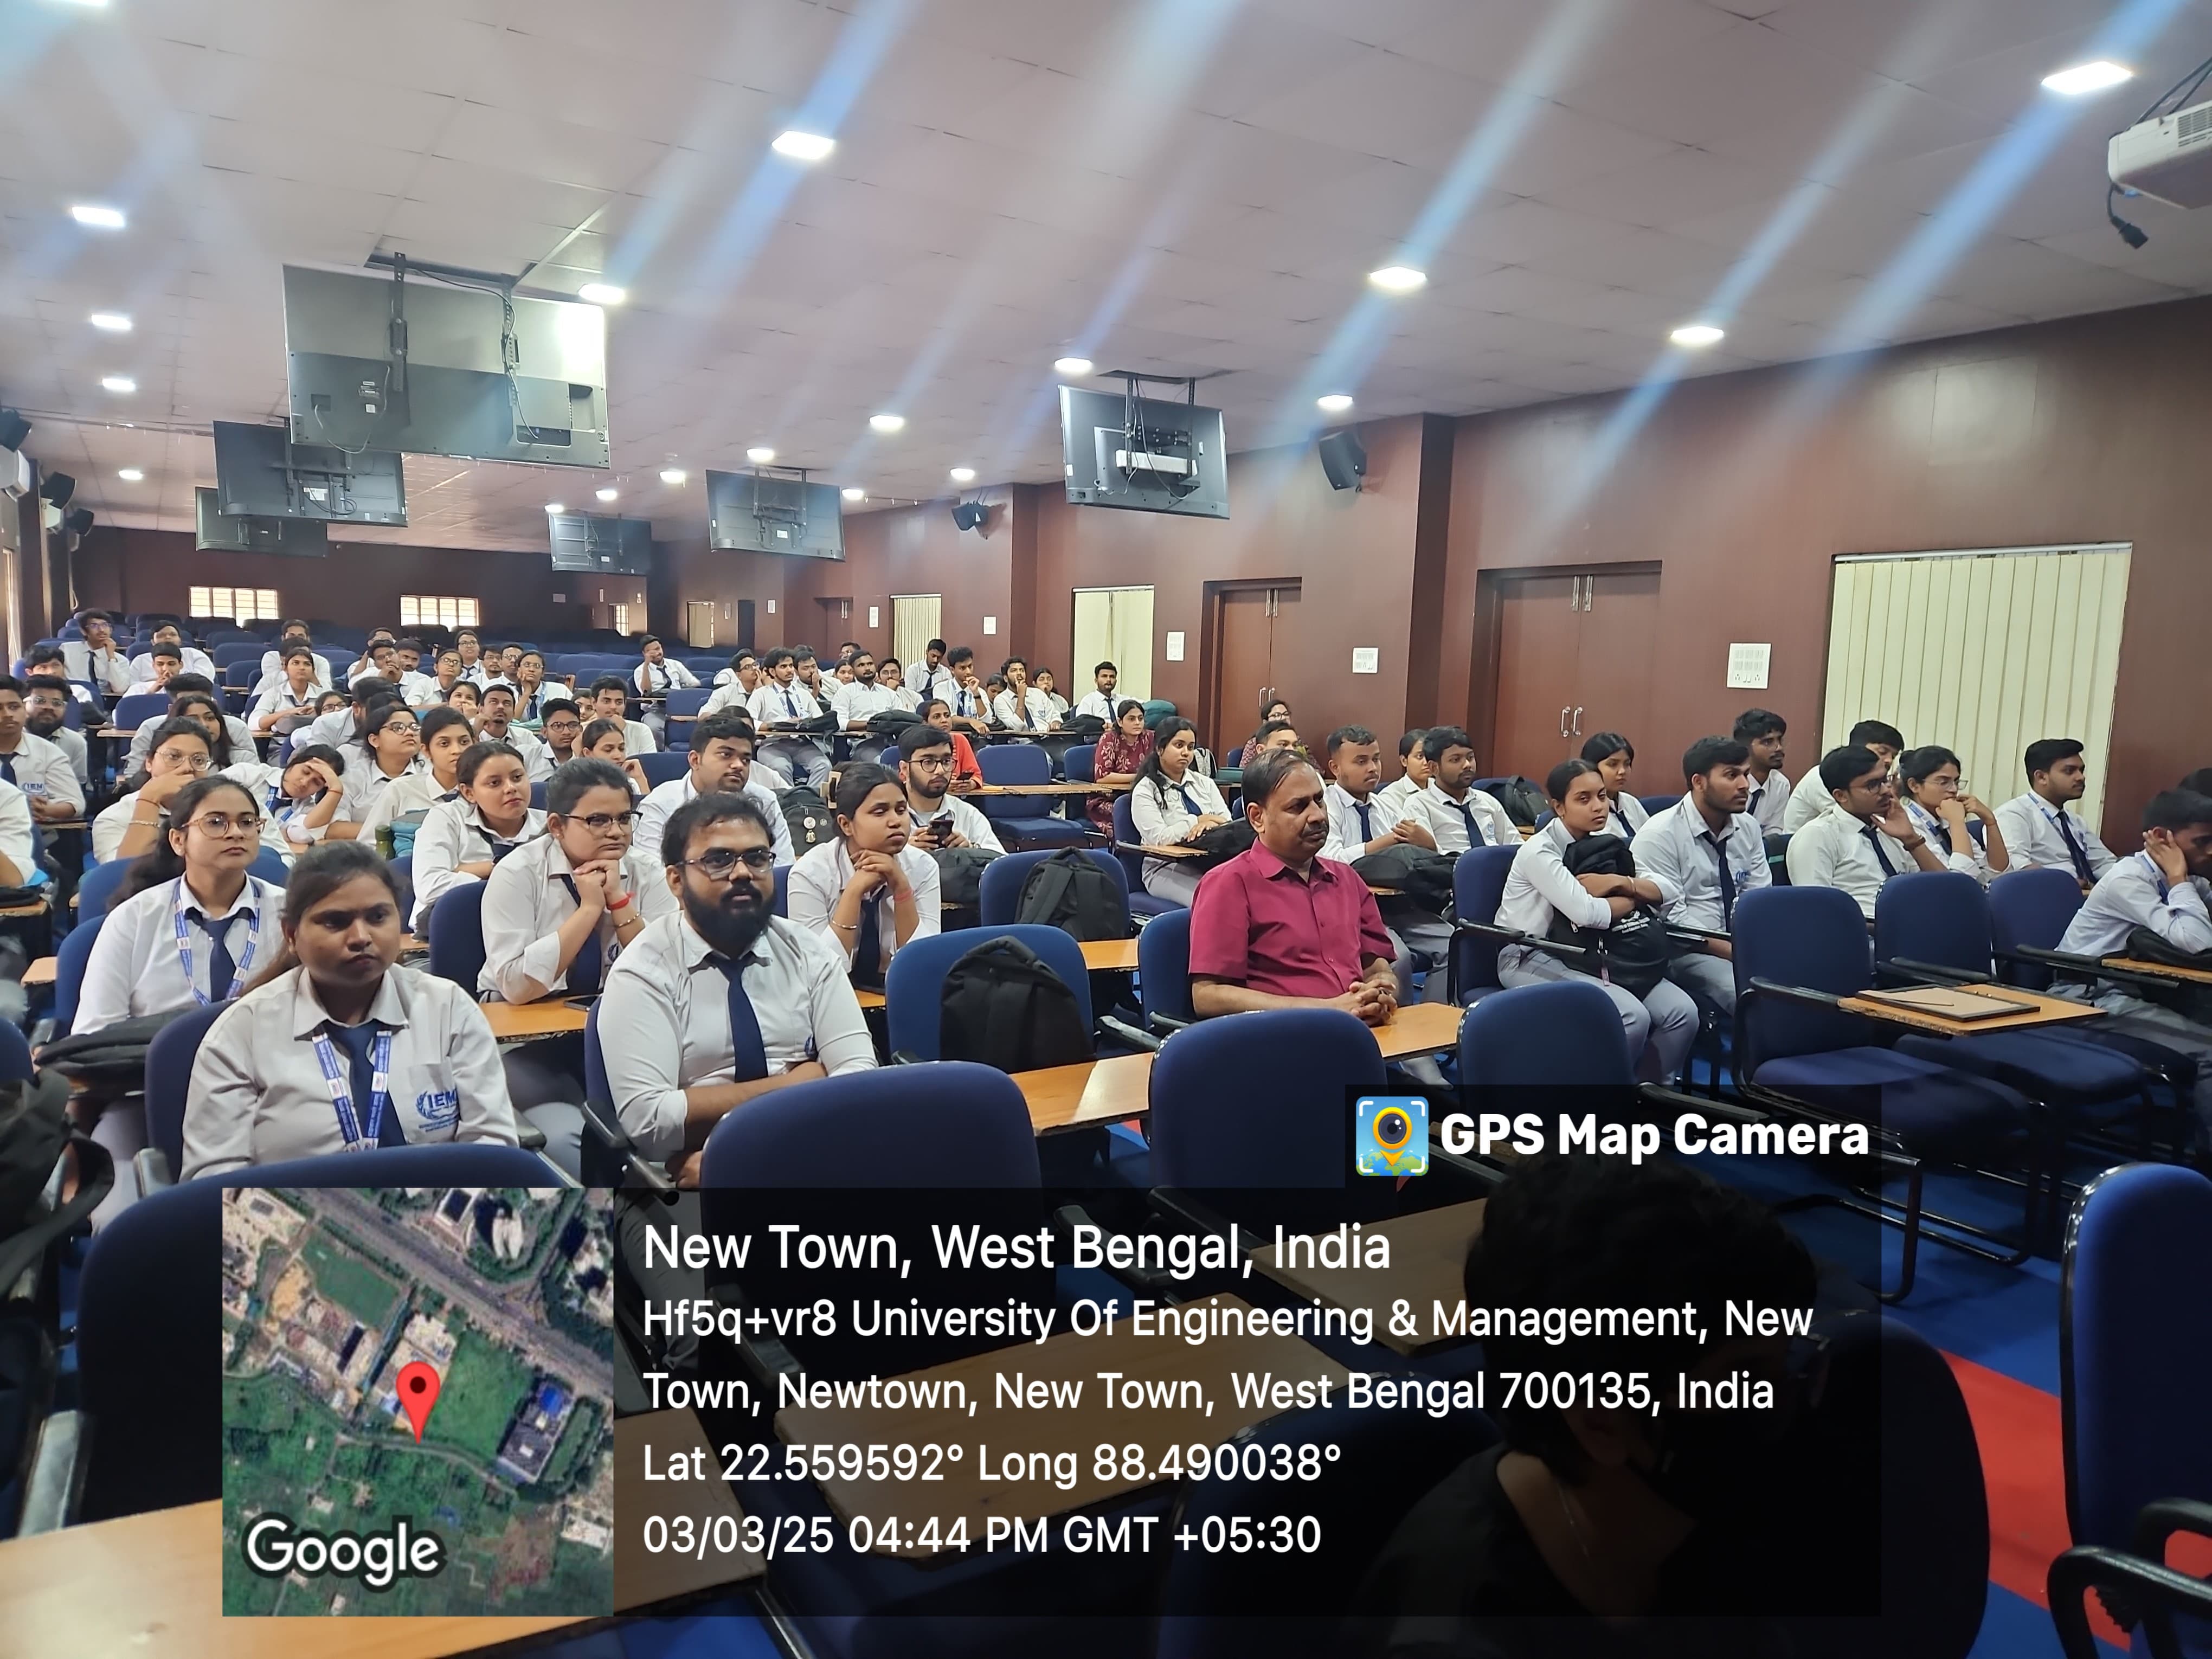 IEM
GPS Map Camera
New Town, West Bengal, India
Hf5q+vr8 University Of Engineering & Management, New
Town, Newtown, New Town, West Bengal 700135, India
Lat 22.559592° Long 88.490038°
03/03/25 04:44 PM GMT +05:30
Google